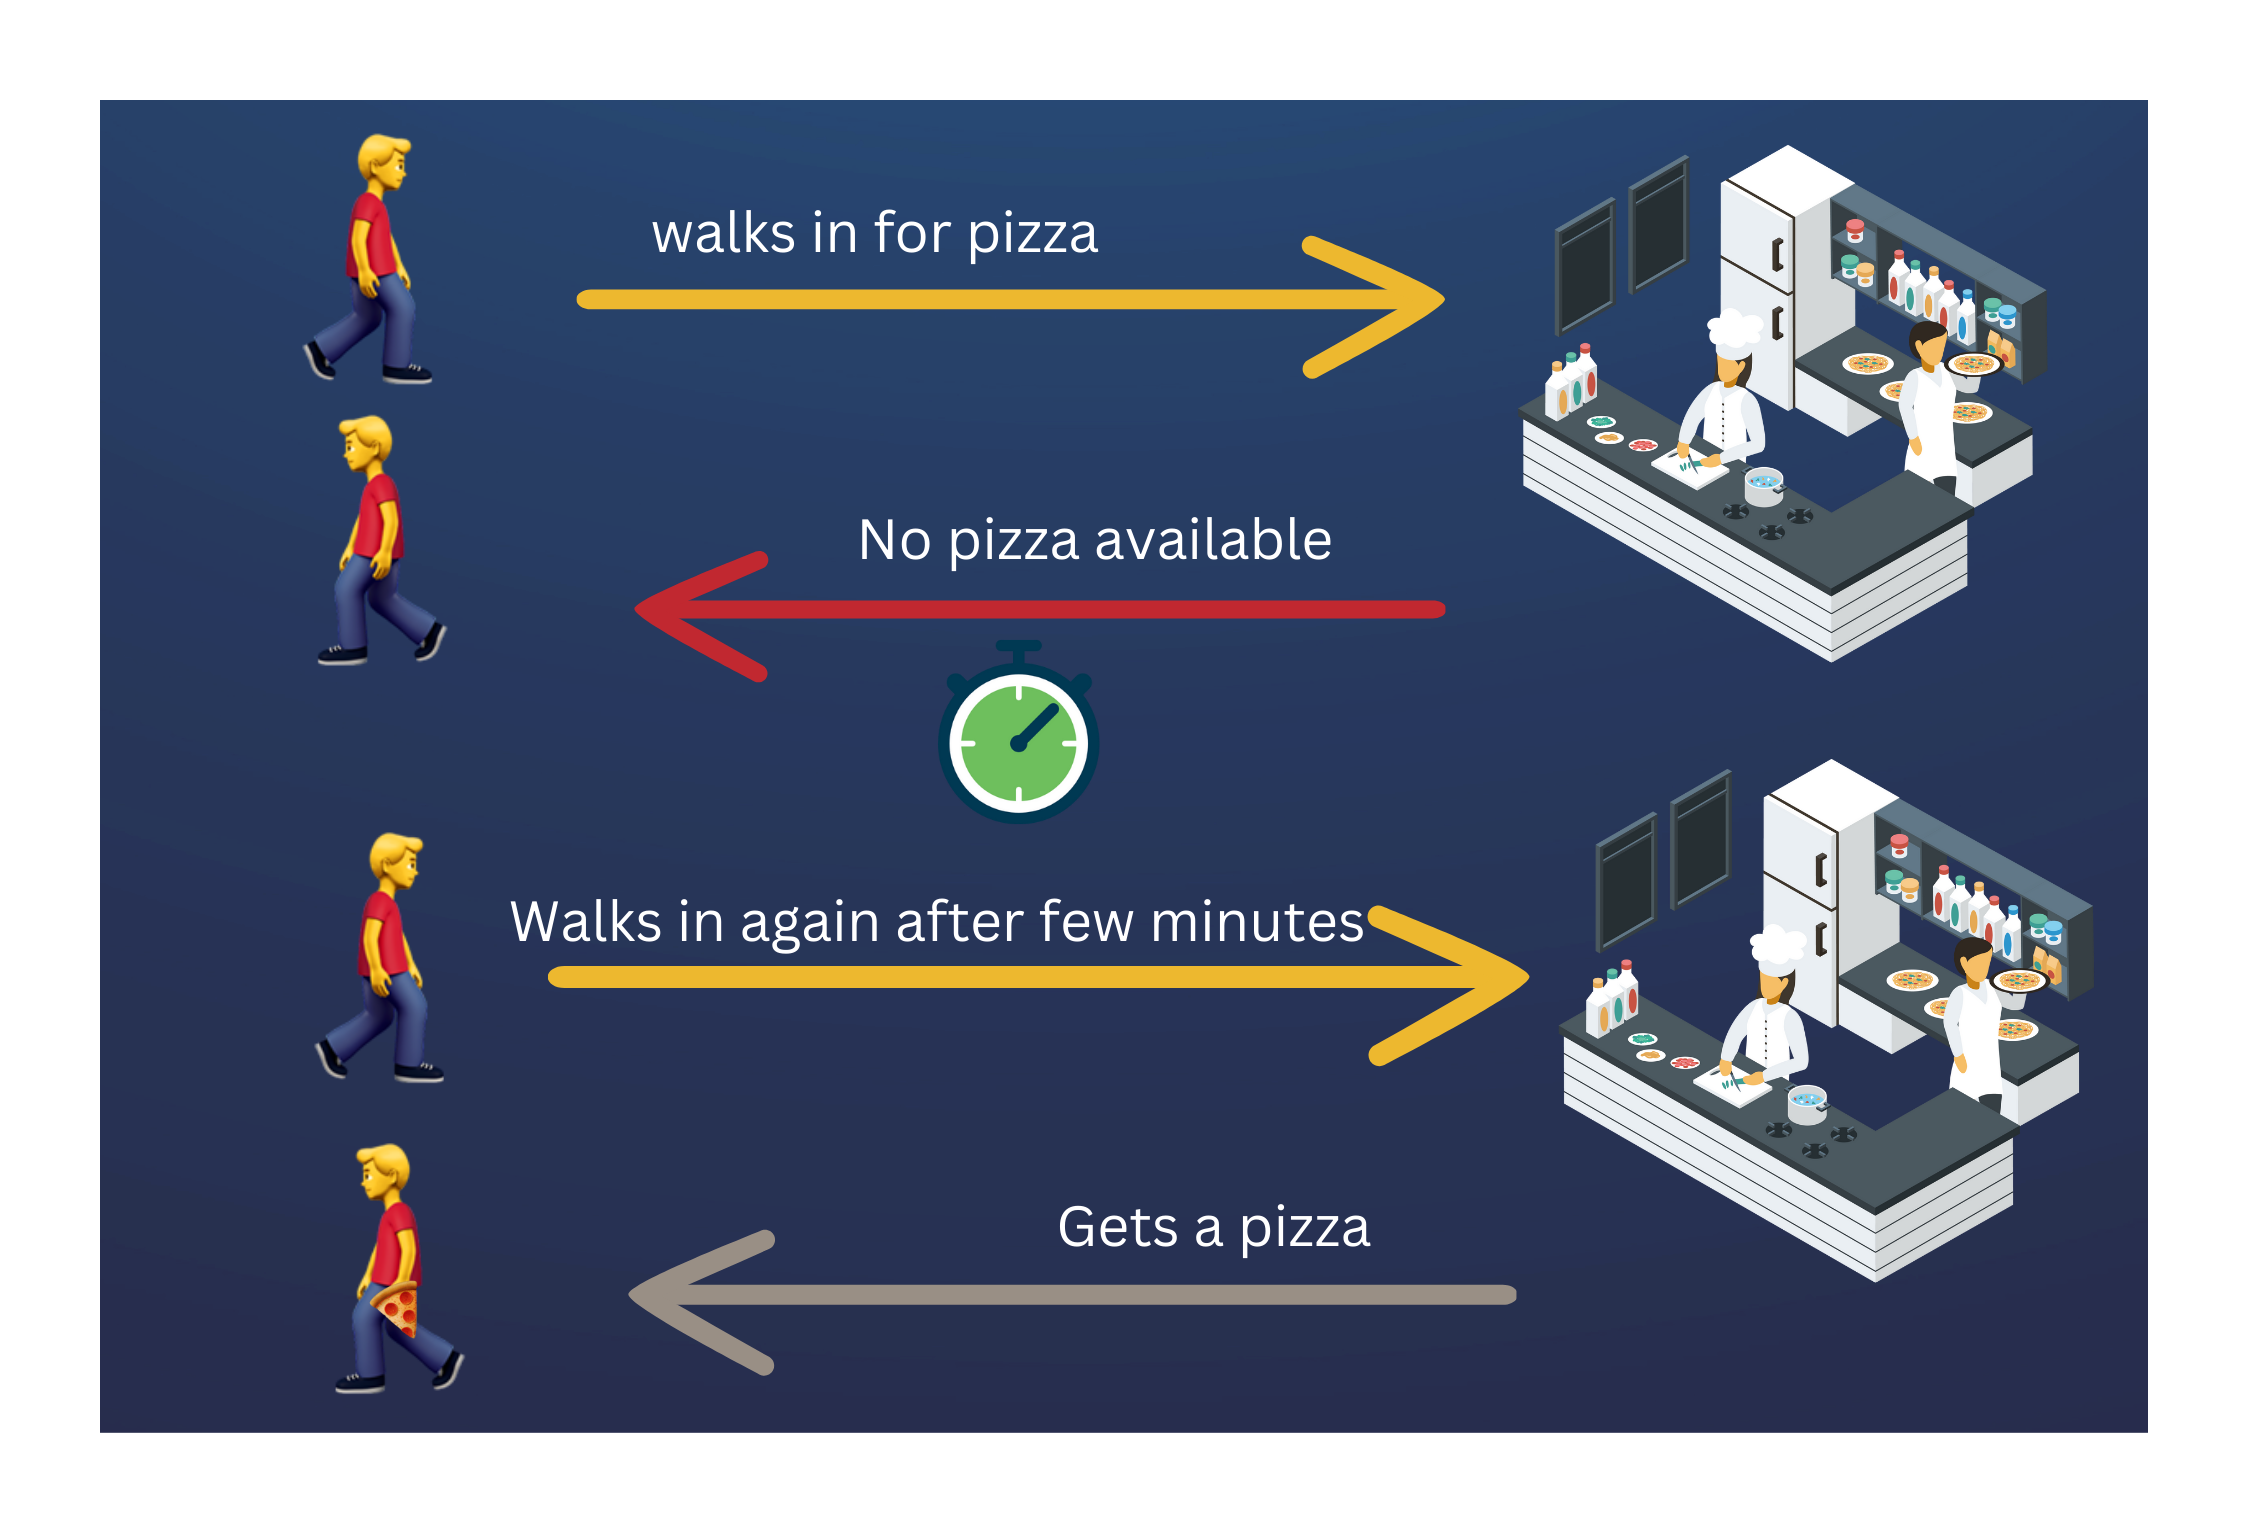 walks in for pizza
No pizza available
Walks in again after few minutes
Gets a pizza